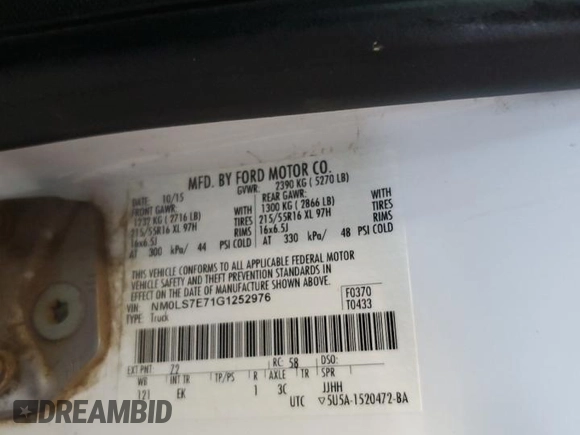 MFD. BY FORD MOTOR CO.
DATE: 10/15 GVWR: 2390 KG ( 5270 LB)
FRONT GAWR: REAR GAWR:
1232 KG ( 2716 LB) 1300 KG ( 2866 LB)
215/55R16 XL 97H TIRES 215/55R16 XL 97H TIRES
16x6.5J RIMS 16x6.5J RIMS
AT 300 kPa/ 44 PSI COLD AT 330 kPa/ 48 PSI COLD
THIS VEHICLE CONFORMS TO ALL APPLICABLE FEDERAL MOTOR
VEHICLE SAFETY AND THEFT PREVENTION STANDARDS IN
EFFECT ON THE DATE OF MANUFACTURE SHOWN ABOVE.
VIN: NM0LS7E71G1252976 F0370
TYPE: Truck T0433
EXT PNT: Z2 RC: 58 DSO:
WB INT TR TP/PS R AXLE TR SPR
121 EK 1 3C JJHH
UTC ▽5U5A-1520472-BA
DREAMBID